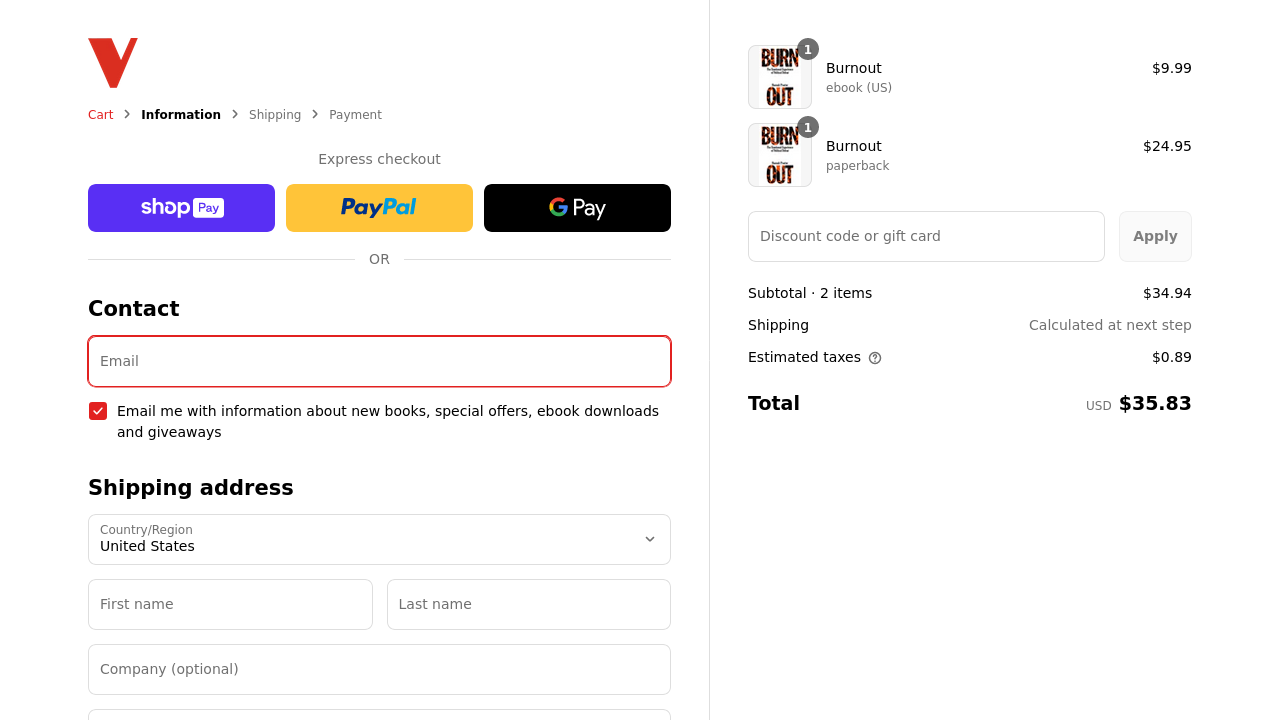 Cart
Information
Shipping
Payment
Express checkout
shop Pay
PayPal
G Pay
OR
Contact
Email
Email me with information about new books, special offers, ebook downloads
and giveaways
Shipping address
Country/Region
United States
First name
Last name
Company (optional)
BURN
OUT
1
Burnout
ebook (US)
$9.99
BURN
OUT
1
Burnout
paperback
$24.95
Discount code or gift card
Apply
Subtotal · 2 items
$34.94
Shipping
Calculated at next step
Estimated taxes
$0.89
Total
USD $35.83